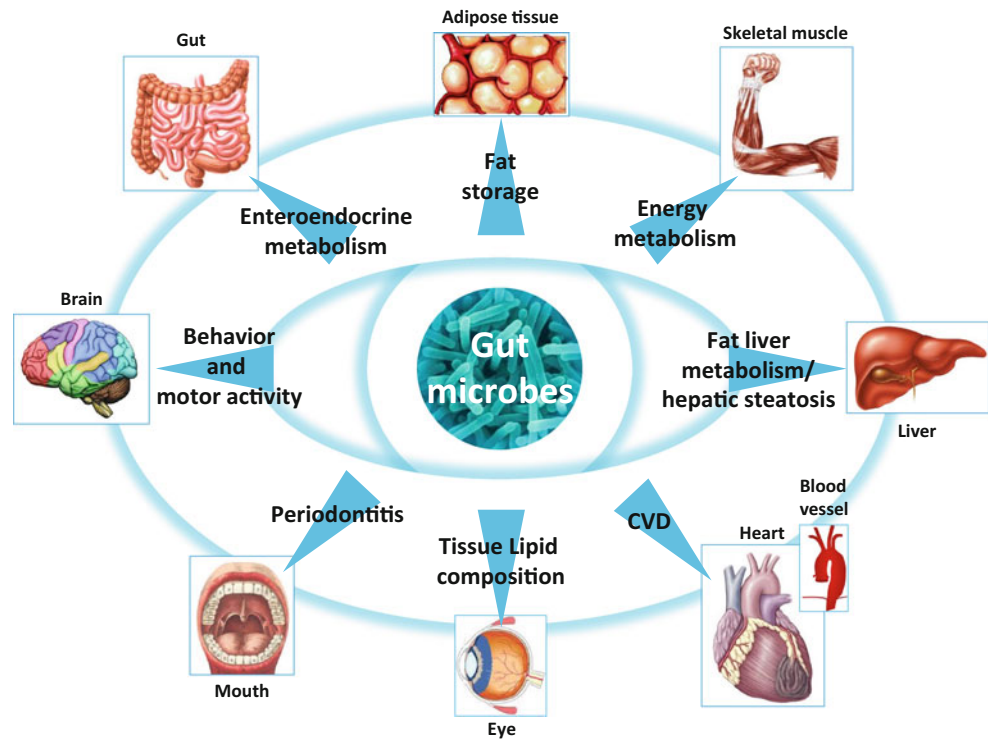 Adipose tissue
Gut
Skeletal muscle
Fat
storage
Enteroendocrine
metabolism
Energy
metabolism
Brain
Behavior
and
motor activity
Gut
microbes
Fat liver
metabolism/
hepatic steatosis
Liver
Periodontitis
Tissue Lipid
composition
CVD
Blood
vessel
Heart
Mouth
Eye